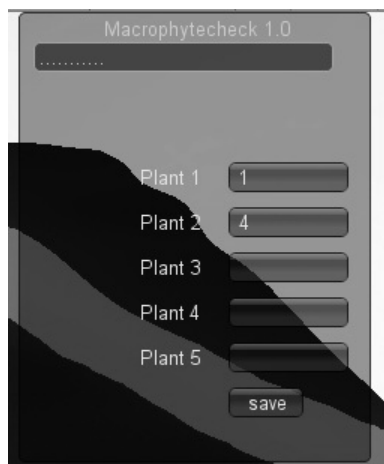 Macrophytecheck 1.0
...........
Plant 1 1
Plant 2 4
Plant 3
Plant 4
Plant 5
save